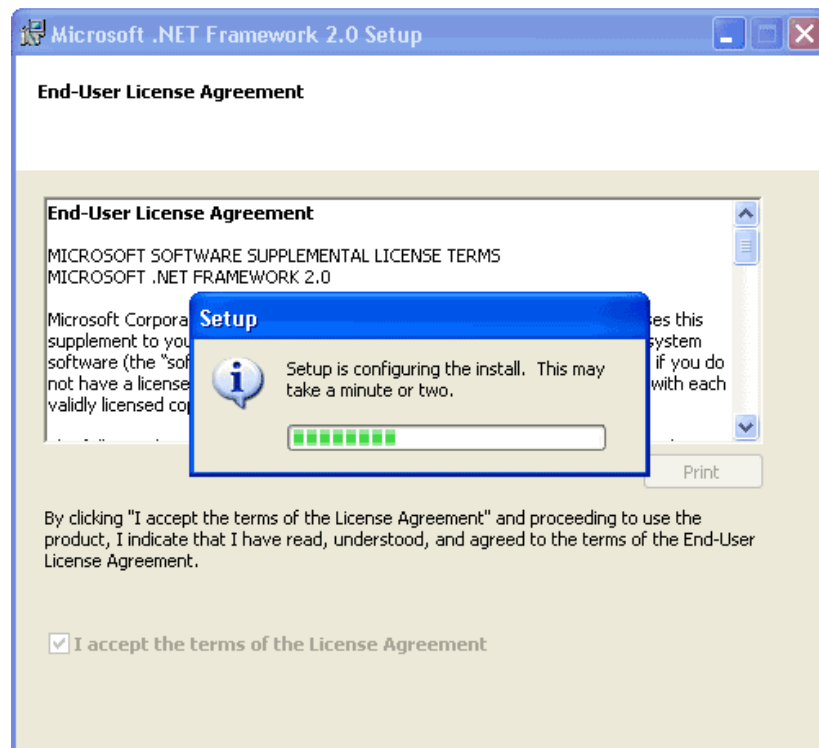 Microsoft .NET Framework 2.0 Setup
End-User License Agreement
End-User License Agreement
MICROSOFT SOFTWARE SUPPLEMENTAL LICENSE TERMS
MICROSOFT .NET FRAMEWORK 2.0
Microsoft Corpora ses this
supplement to you system
software (the "sof if you do
not have a license with each
validly licensed cop
Setup
Setup is configuring the install. This may
take a minute or two.
Print
By clicking "I accept the terms of the License Agreement" and proceeding to use the
product, I indicate that I have read, understood, and agreed to the terms of the End-User
License Agreement.
I accept the terms of the License Agreement